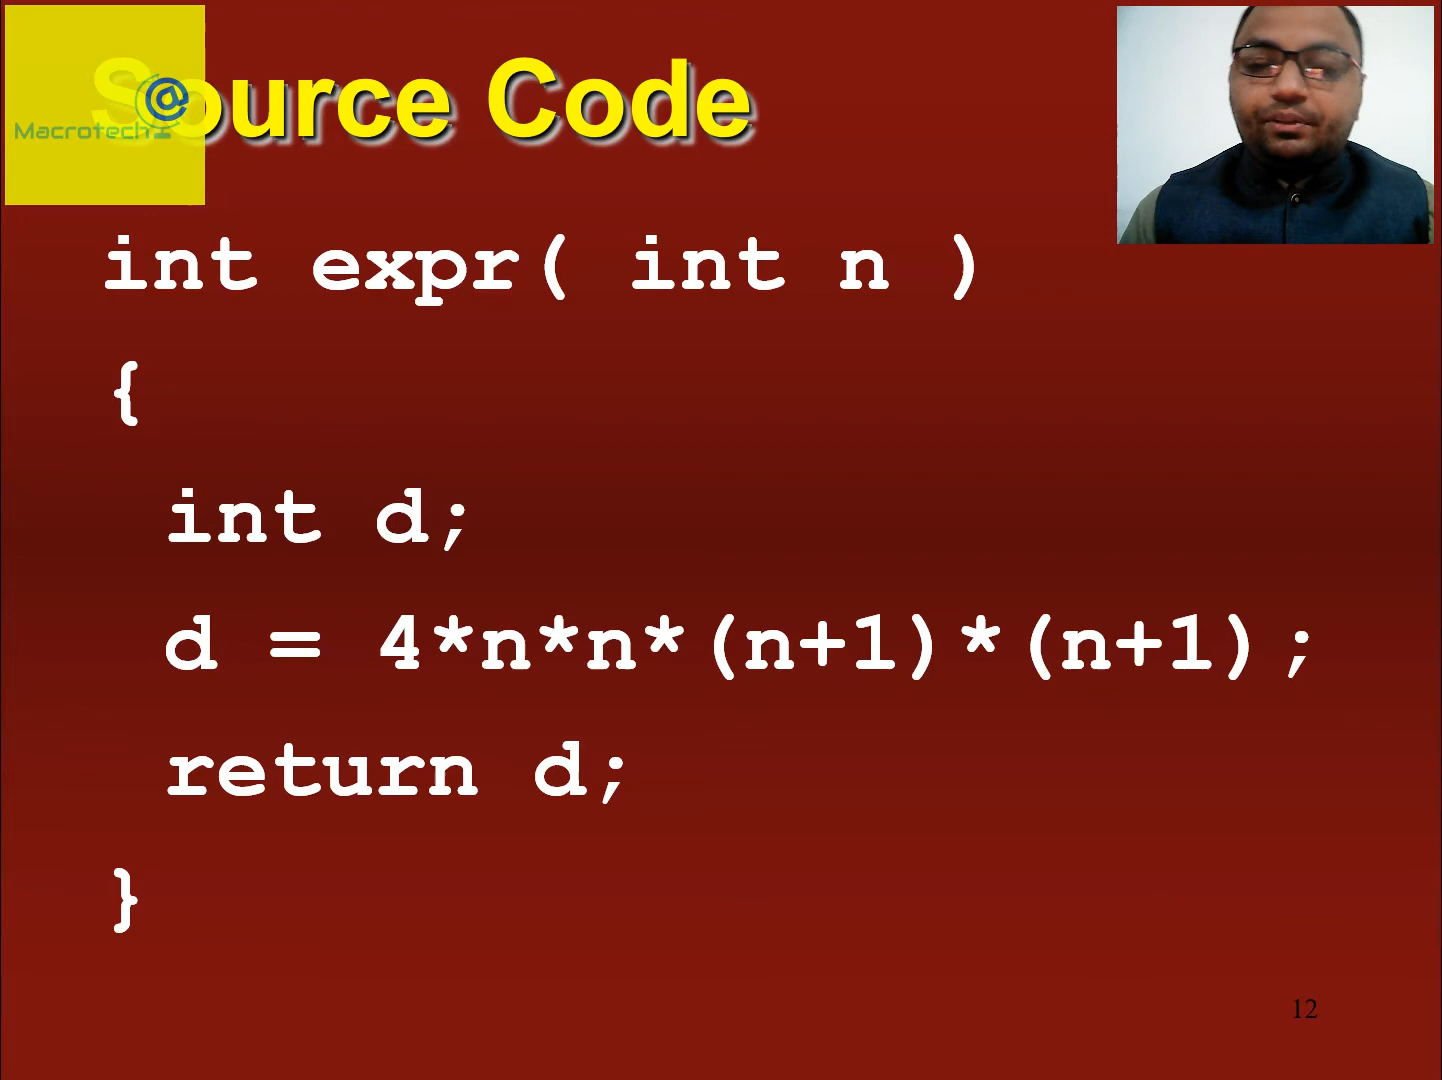 Source Code
Macrotech
int expr( int n )
{
int d;
d = 4*n*n*(n+1)*(n+1);
return d;
}
12